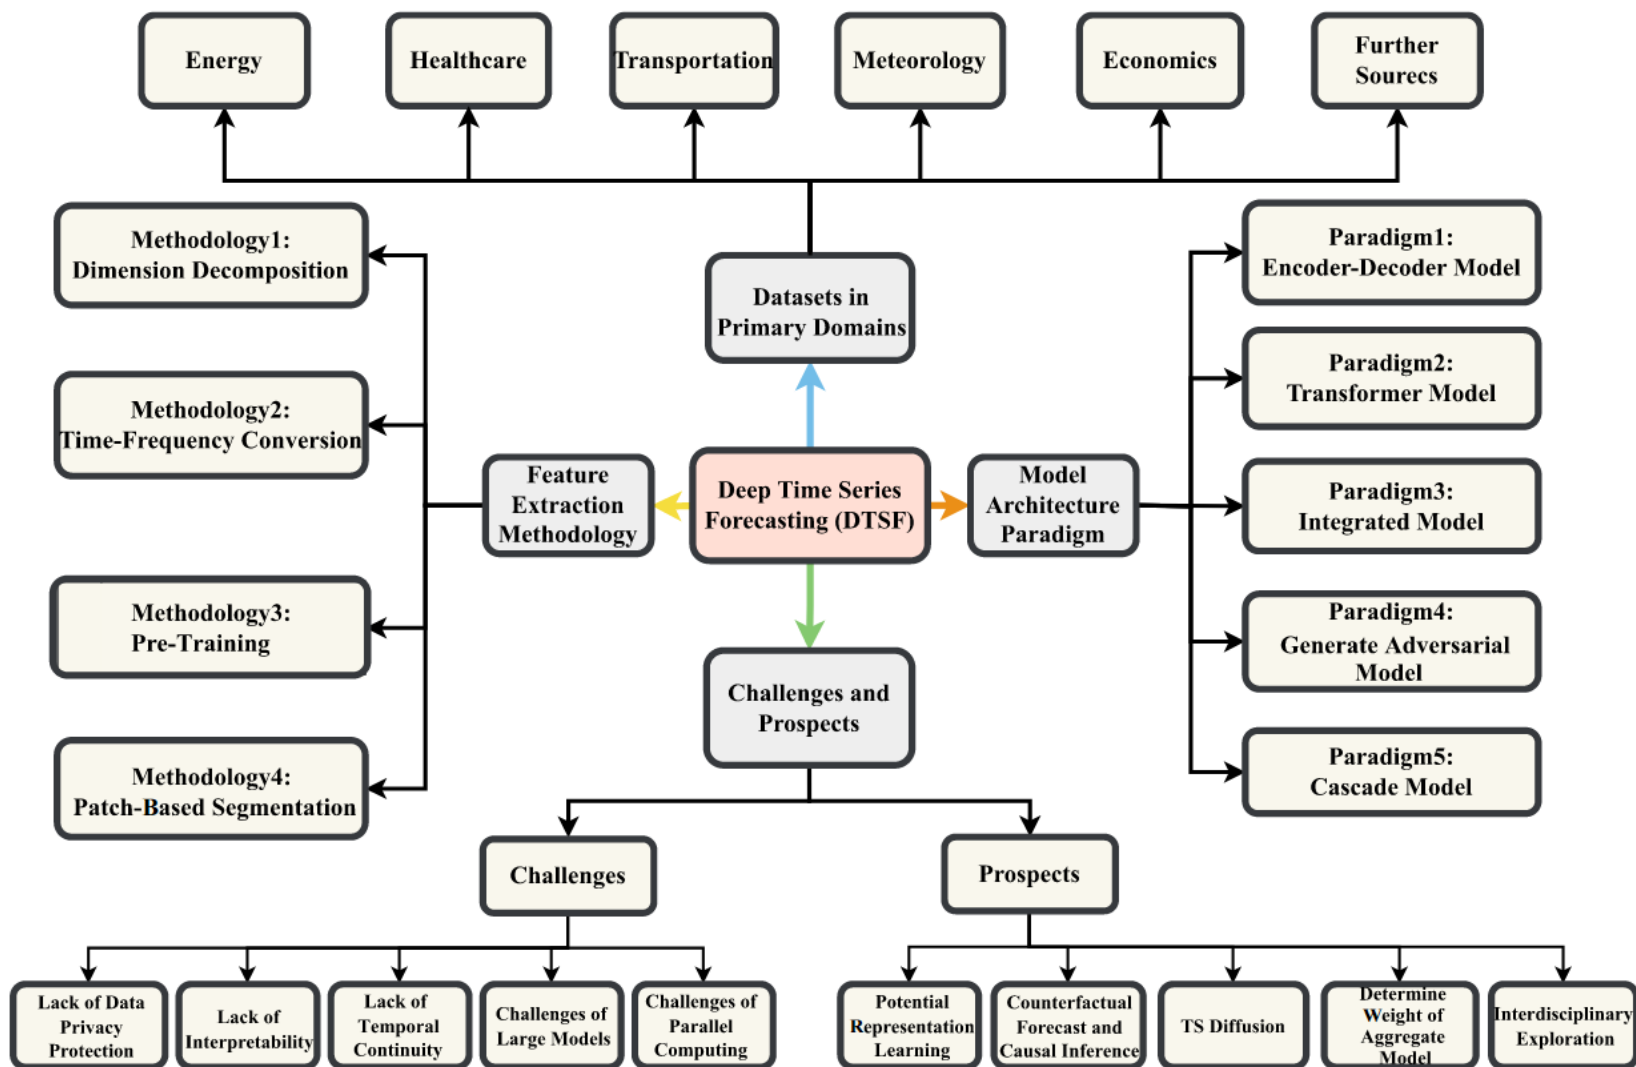 Energy
Healthcare
Transportation
Meteorology
Economics
Further
Sourecs
Methodology1:
Dimension Decomposition
Methodology2:
Time-Frequency Conversion
Methodology3:
Pre-Training
Methodology4:
Patch-Based Segmentation
Feature
Extraction
Methodology
Datasets in
Primary Domains
Deep Time Series
Forecasting (DTSF)
Challenges and
Prospects
Model
Architecture
Paradigm
Paradigm1:
Encoder-Decoder Model
Paradigm2:
Transformer Model
Paradigm3:
Integrated Model
Paradigm4:
Generate Adversarial
Model
Paradigm5:
Cascade Model
Challenges
Prospects
Lack of Data
Privacy
Protection
Lack of
Interpretability
Lack of
Temporal
Continuity
Challenges of
Large Models
Challenges of
Parallel
Computing
Potential
Representation
Learning
Counterfactual
Forecast and
Causal Inference
TS Diffusion
Determine
Weight of
Aggregate
Model
Interdisciplinary
Exploration